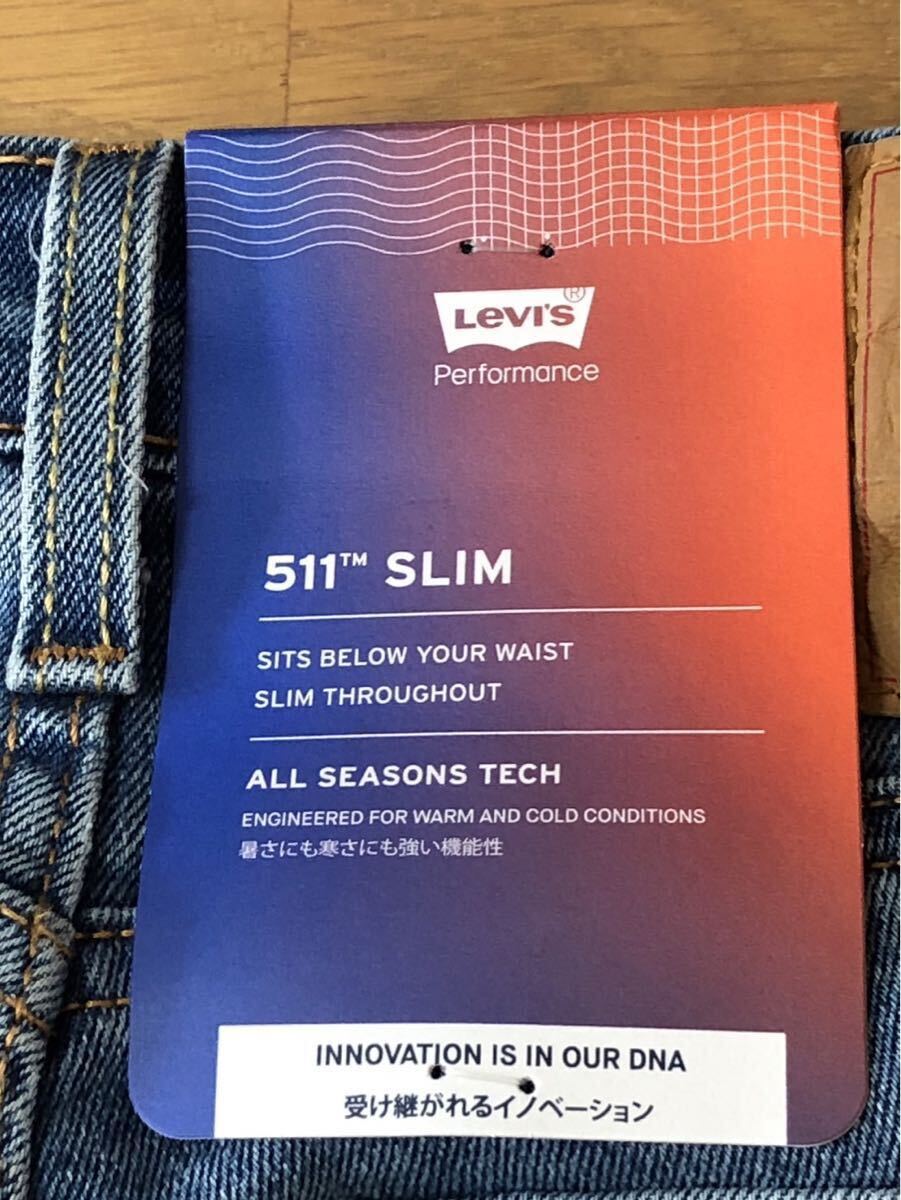 Levi's®
Performance
511™ SLIM
SITS BELOW YOUR WAIST
SLIM THROUGHOUT
ALL SEASONS TECH
ENGINEERED FOR WARM AND COLD CONDITIONS
暑さにも寒さにも強い機能性
INNOVATION IS IN OUR DNA
受け継がれるイノベーション